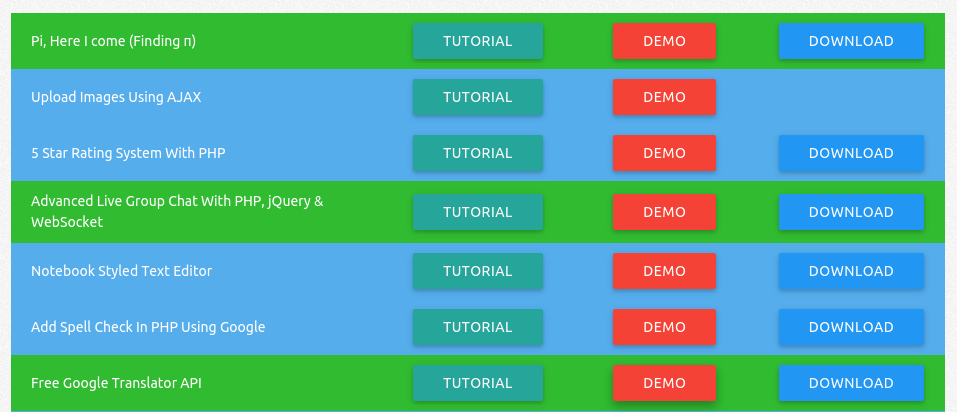 Pi, Here I come (Finding π) TUTORIAL DEMO DOWNLOAD
Upload Images Using AJAX TUTORIAL DEMO
5 Star Rating System With PHP TUTORIAL DEMO DOWNLOAD
Advanced Live Group Chat With PHP, jQuery &
WebSocket
TUTORIAL DEMO DOWNLOAD
Notebook Styled Text Editor TUTORIAL DEMO DOWNLOAD
Add Spell Check In PHP Using Google TUTORIAL DEMO DOWNLOAD
Free Google Translator API TUTORIAL DEMO DOWNLOAD